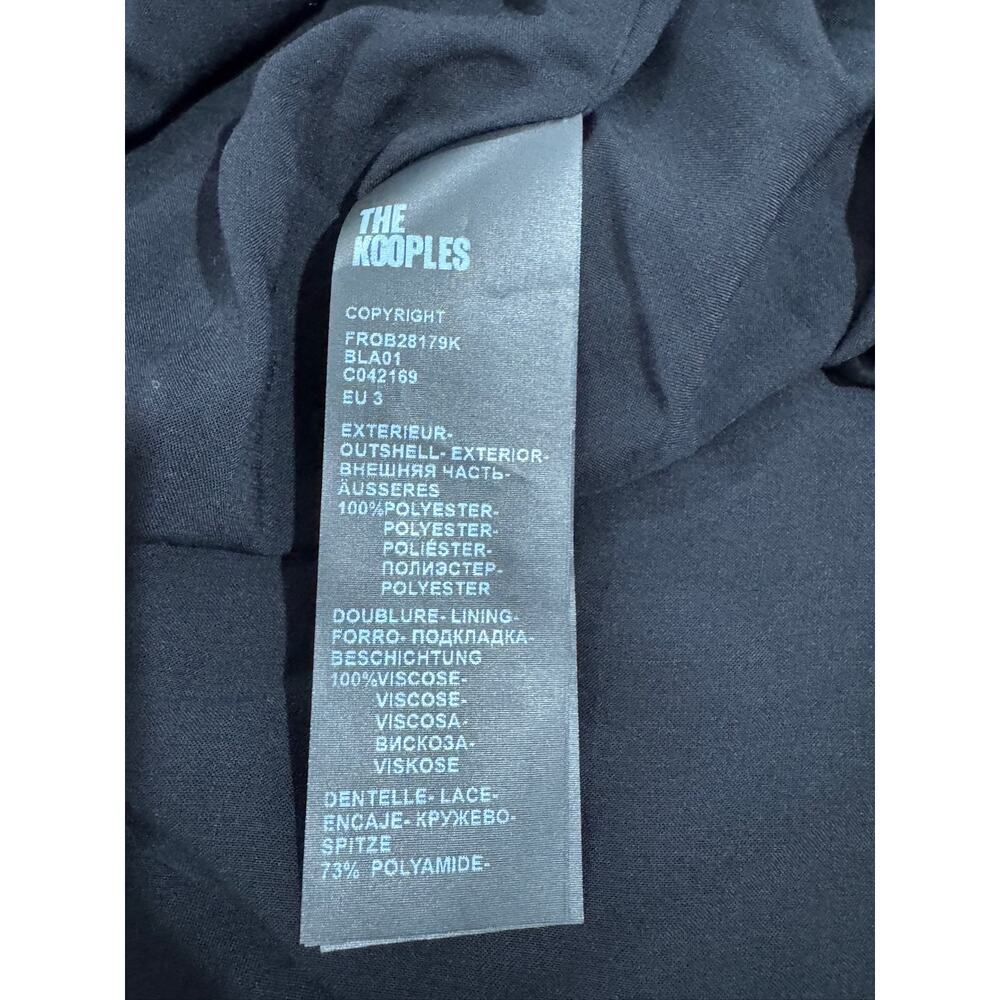 THE
KOOPLES
COPYRIGHT
FROB28179K
BLA01
C042169
EU 3
EXTERIEUR-
OUTSHELL- EXTERIOR-
ВНЕШНЯЯ ЧАСТЬ-
ÄUSSERES
100%POLYESTER-
POLYESTER-
POLIÉSTER-
ПОЛИЭСТЕР-
POLYESTER
DOUBLURE- LINING-
FORRO- ПОДКЛАДКА-
BESCHICHTUNG
100%VISCOSE-
VISCOSE-
VISCOSA-
ВИСКОЗА-
VISKOSE
DENTELLE- LACE-
ENCAJE- КРУЖЕВО-
SPITZE
73% POLYAMIDE-